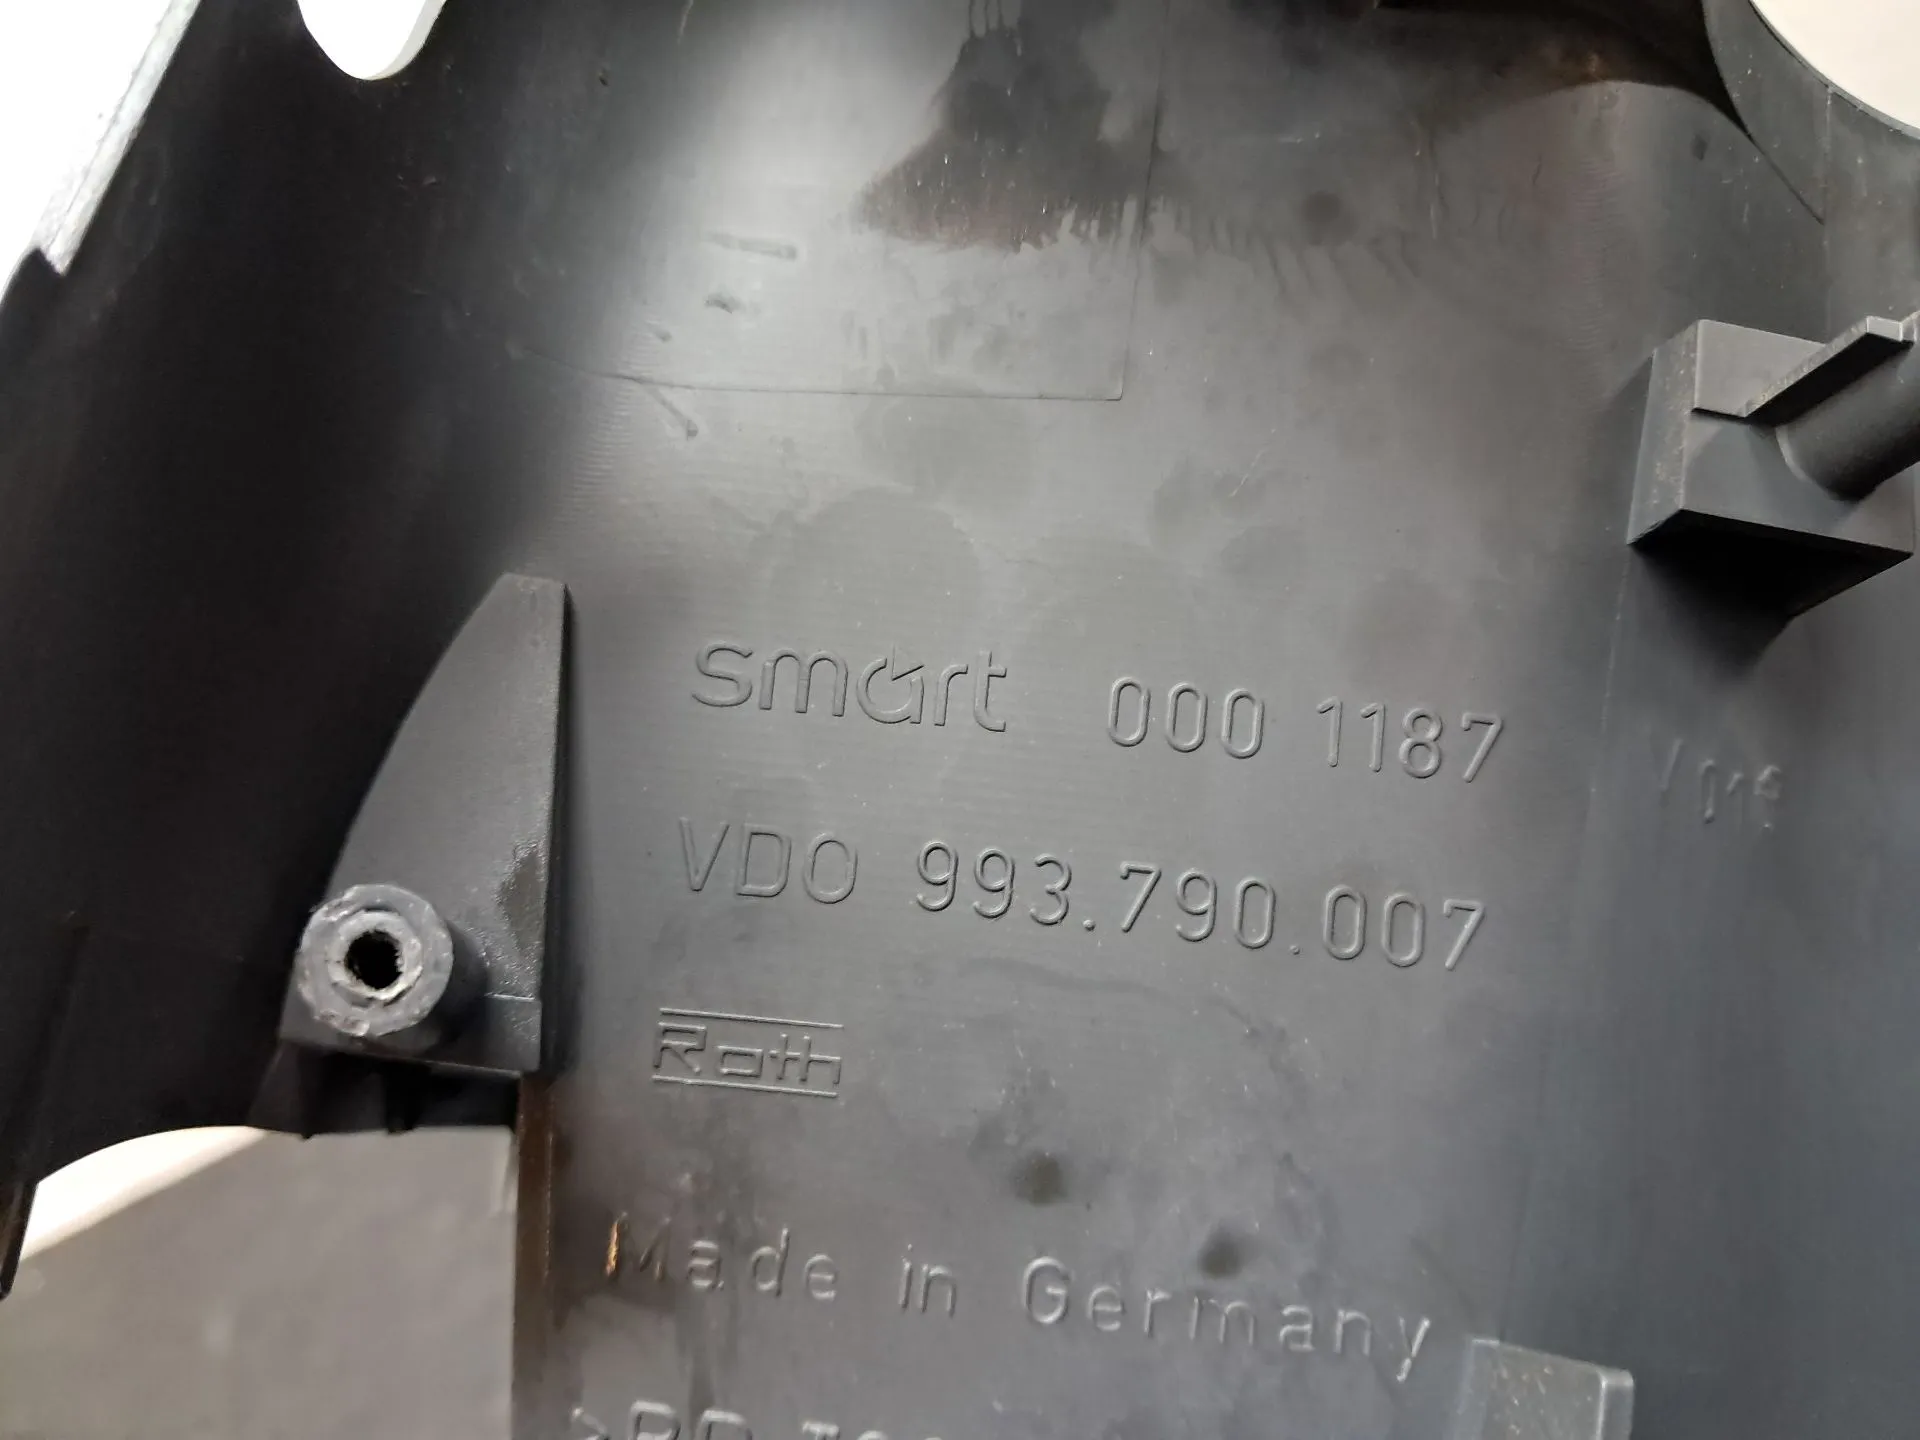 smart 000 1187
VDO 993.790.007
Roth
Made in Germany